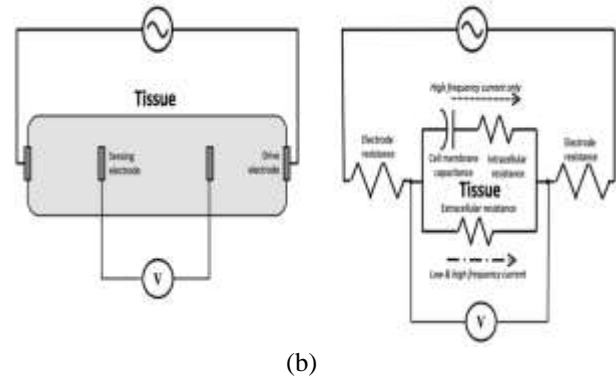 Tissue
Sensing
electrode
Drive
electrode
V
High frequency current only
Electrode
resistance
Electrode
resistance
Cell membrane
capacitance
Intracellular
resistance
Tissue
Extracellular resistance
Low & high frequency current
V
(b)